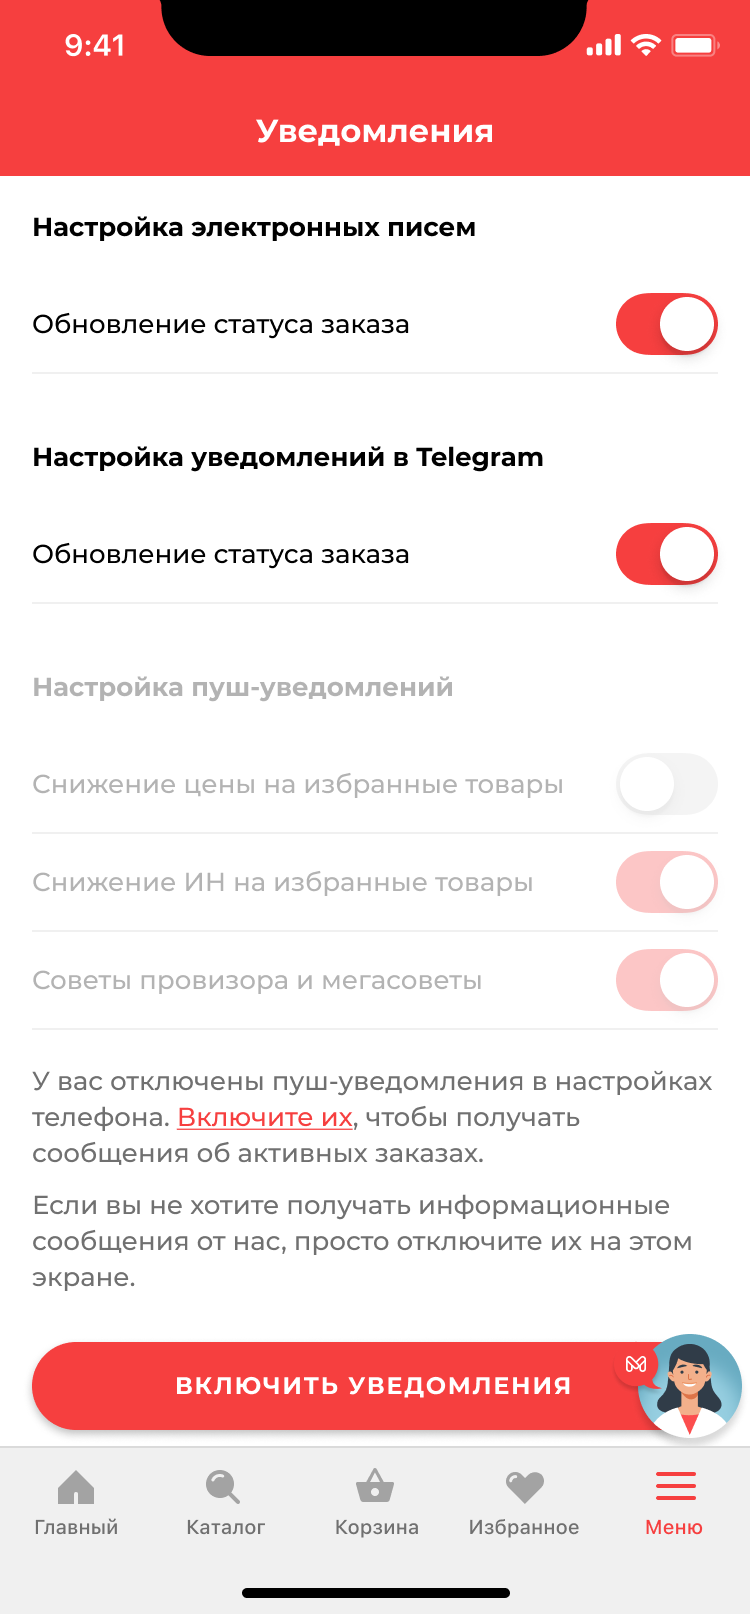 9:41
Уведомления
Настройка электронных писем
Обновление статуса заказа
Настройка уведомлений в Telegram
Обновление статуса заказа
Настройка пуш-уведомлений
Снижение цены на избранные товары
Снижение ИН на избранные товары
Советы провизора и мегасоветы
У вас отключены пуш-уведомления в настройках
телефона. Включите их, чтобы получать
сообщения об активных заказах.
Если вы не хотите получать информационные
сообщения от нас, просто отключите их на этом
экране.
ВКЛЮЧИТЬ УВЕДОМЛЕНИЯ
Главный
Каталог
Корзина
Избранное
Меню